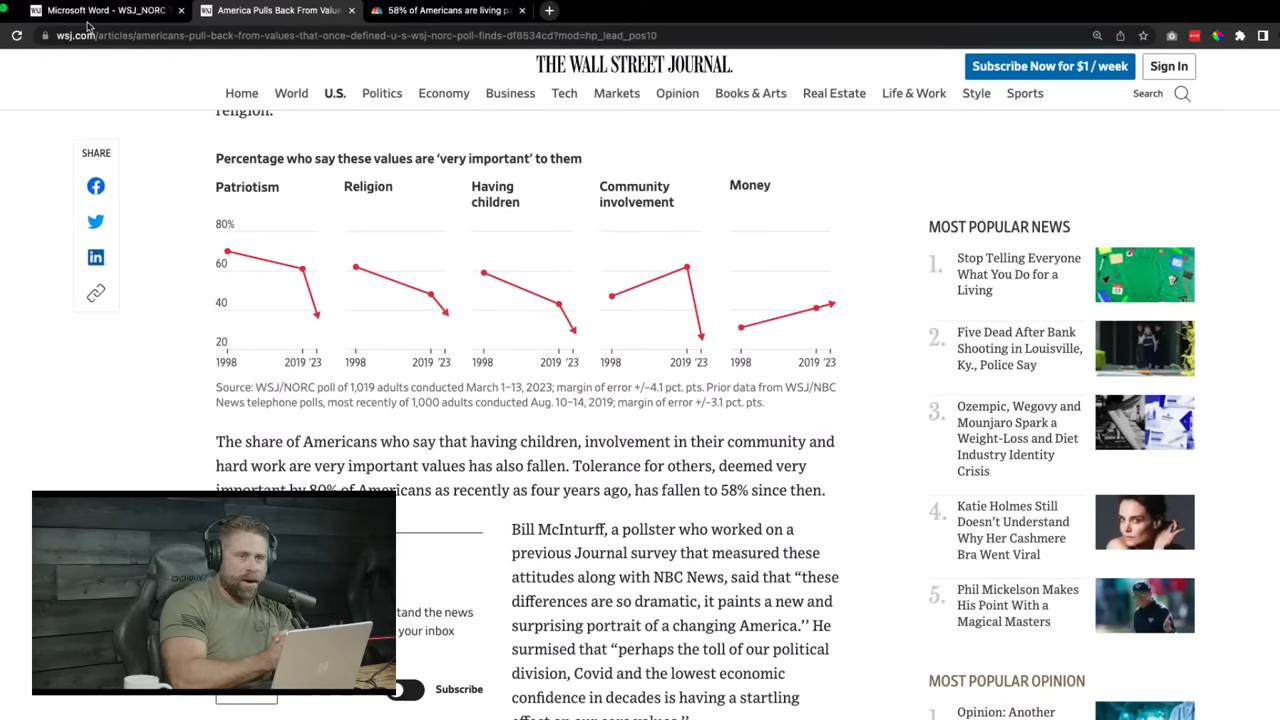 Microsoft Word - WSJ_NORC
America Pulls Back From Value
58% of Americans are living pa
wsj.com/articles/americans-pull-back-from-values-that-once-defined-u-s-wsj-norc-poll-finds-df8534cd?mod=hp_lead_pos10
THE WALL STREET JOURNAL.
Subscribe Now for $1 / week
Sign In
Home World U.S. Politics Economy Business Tech Markets Opinion Books & Arts Real Estate Life & Work Style Sports Search
religion.
SHARE
Percentage who say these values are ‘very important’ to them
Patriotism
Religion
Having
children
Community
involvement
Money
80%
60
40
20
1998 2019 ’23
1998 2019 ’23
1998 2019 ’23
1998 2019 ’23
1998 2019 ’23
Source: WSJ/NORC poll of 1,019 adults conducted March 1–13, 2023; margin of error +/–4.1 pct. pts. Prior data from WSJ/NBC
News telephone polls, most recently of 1,000 adults conducted Aug. 10–14, 2019; margin of error +/–3.1 pct. pts.
The share of Americans who say that having children, involvement in their community and
hard work are very important values has also fallen. Tolerance for others, deemed very
important by 80% of Americans as recently as four years ago, has fallen to 58% since then.
Bill McInturff, a pollster who worked on a
previous Journal survey that measured these
attitudes along with NBC News, said that “these
differences are so dramatic, it paints a new and
surprising portrait of a changing America.’’ He
surmised that “perhaps the toll of our political
division, Covid and the lowest economic
confidence in decades is having a startling
effect on our core values.’’
tand the news
your inbox
Subscribe
MOST POPULAR NEWS
1.
Stop Telling Everyone
What You Do for a
Living
2.
Five Dead After Bank
Shooting in Louisville,
Ky., Police Say
3.
Ozempic, Wegovy and
Mounjaro Spark a
Weight-Loss and Diet
Industry Identity
Crisis
4.
Katie Holmes Still
Doesn’t Understand
Why Her Cashmere
Bra Went Viral
5.
Phil Mickelson Makes
His Point With a
Magical Masters
MOST POPULAR OPINION
1.
Opinion: Another